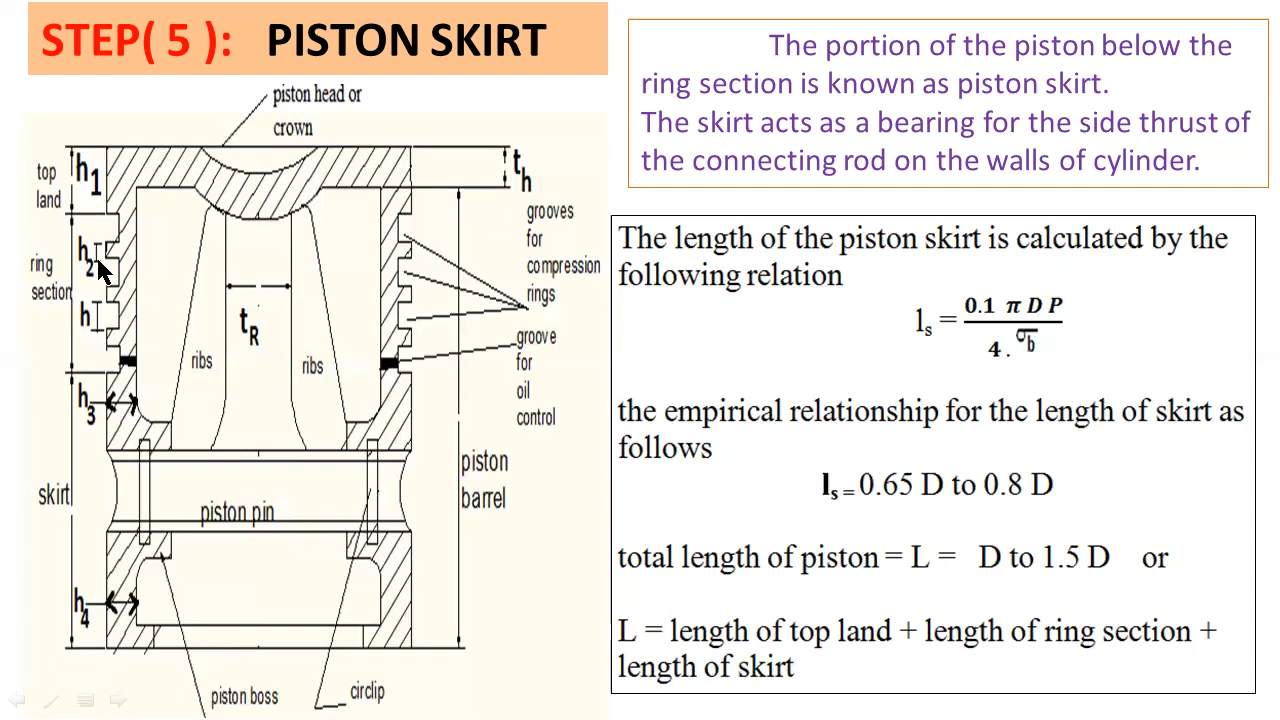 STEP( 5 ): PISTON SKIRT
The portion of the piston below the
ring section is known as piston skirt.
The skirt acts as a bearing for the side thrust of
the connecting rod on the walls of cylinder.
piston head or
crown
top
land
h1
th
grooves
for
compression
rings
ring
section
h2
h
tR
ribs
ribs
groove
for
oil
control
h3
piston
barrel
skirt
piston pin
h4
piston boss
circlip
The length of the piston skirt is calculated by the
following relation
ls = 0.1 π D P
4 . σb
the empirical relationship for the length of skirt as
follows
ls = 0.65 D to 0.8 D
total length of piston = L = D to 1.5 D or
L = length of top land + length of ring section +
length of skirt